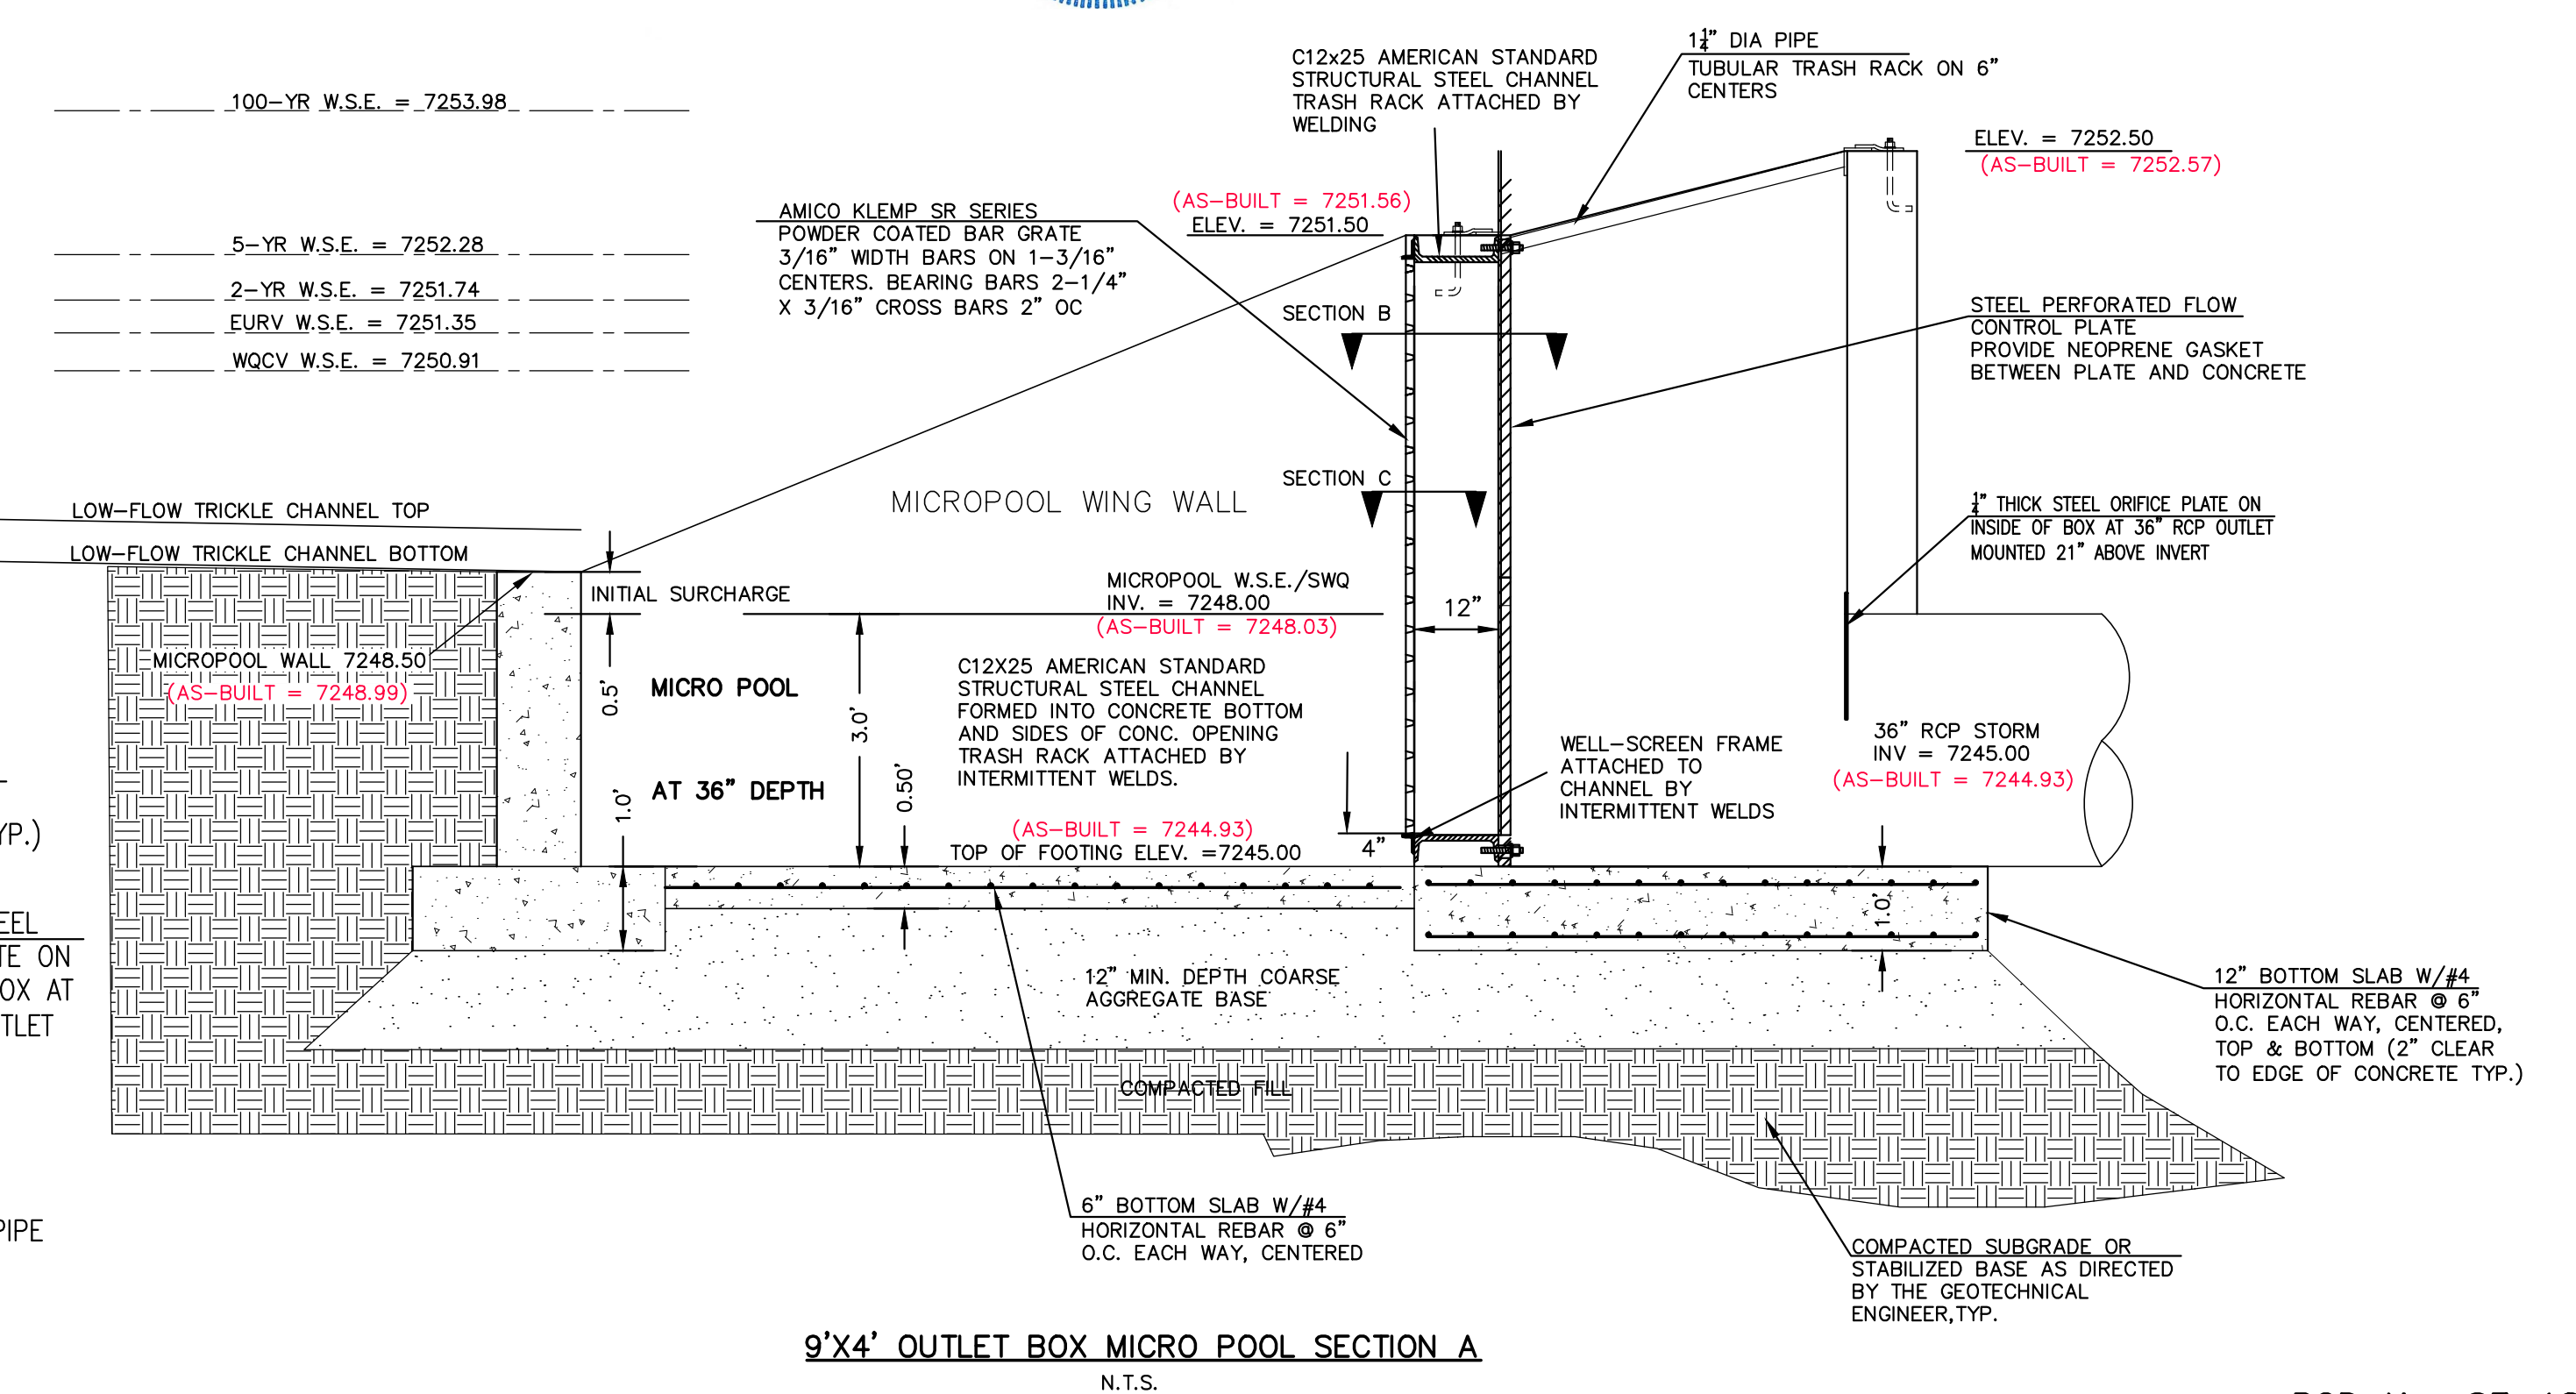 100-YR W.S.E. = 7253.98
5-YR W.S.E. = 7252.28
2-YR W.S.E. = 7251.74
EURV W.S.E. = 7251.35
WQCV W.S.E. = 7250.91
C12x25 AMERICAN STANDARD
STRUCTURAL STEEL CHANNEL
TRASH RACK ATTACHED BY
WELDING
1¼" DIA PIPE
TUBULAR TRASH RACK ON 6"
CENTERS
ELEV. = 7252.50
(AS-BUILT = 7252.57)
(AS-BUILT = 7251.56)
ELEV. = 7251.50
AMICO KLEMP SR SERIES
POWDER COATED BAR GRATE
3/16" WIDTH BARS ON 1-3/16"
CENTERS. BEARING BARS 2-1/4"
X 3/16" CROSS BARS 2" OC
SECTION B
STEEL PERFORATED FLOW
CONTROL PLATE
PROVIDE NEOPRENE GASKET
BETWEEN PLATE AND CONCRETE
SECTION C
MICROPOOL WING WALL
LOW-FLOW TRICKLE CHANNEL TOP
LOW-FLOW TRICKLE CHANNEL BOTTOM
¼" THICK STEEL ORIFICE PLATE ON
INSIDE OF BOX AT 36" RCP OUTLET
MOUNTED 21" ABOVE INVERT
INITIAL SURCHARGE
MICROPOOL W.S.E./SWQ
INV. = 7248.00
(AS-BUILT = 7248.03)
12"
MICROPOOL WALL 7248.50
(AS-BUILT = 7248.99)
0.5'
MICRO POOL
AT 36" DEPTH
3.0'
1.0'
0.50'
C12X25 AMERICAN STANDARD
STRUCTURAL STEEL CHANNEL
FORMED INTO CONCRETE BOTTOM
AND SIDES OF CONC. OPENING
TRASH RACK ATTACHED BY
INTERMITTENT WELDS.
WELL-SCREEN FRAME
ATTACHED TO
CHANNEL BY
INTERMITTENT WELDS
36" RCP STORM
INV = 7245.00
(AS-BUILT = 7244.93)
(AS-BUILT = 7244.93)
TOP OF FOOTING ELEV. =7245.00
4"
1.0'
YP.)
EEL
TE ON
OX AT
TLET
PIPE
12" MIN. DEPTH COARSE
AGGREGATE BASE
COMPACTED FILL
12" BOTTOM SLAB W/#4
HORIZONTAL REBAR @ 6"
O.C. EACH WAY, CENTERED,
TOP & BOTTOM (2" CLEAR
TO EDGE OF CONCRETE TYP.)
6" BOTTOM SLAB W/#4
HORIZONTAL REBAR @ 6"
O.C. EACH WAY, CENTERED
COMPACTED SUBGRADE OR
STABILIZED BASE AS DIRECTED
BY THE GEOTECHNICAL
ENGINEER,TYP.
9'X4' OUTLET BOX MICRO POOL SECTION A
N.T.S.